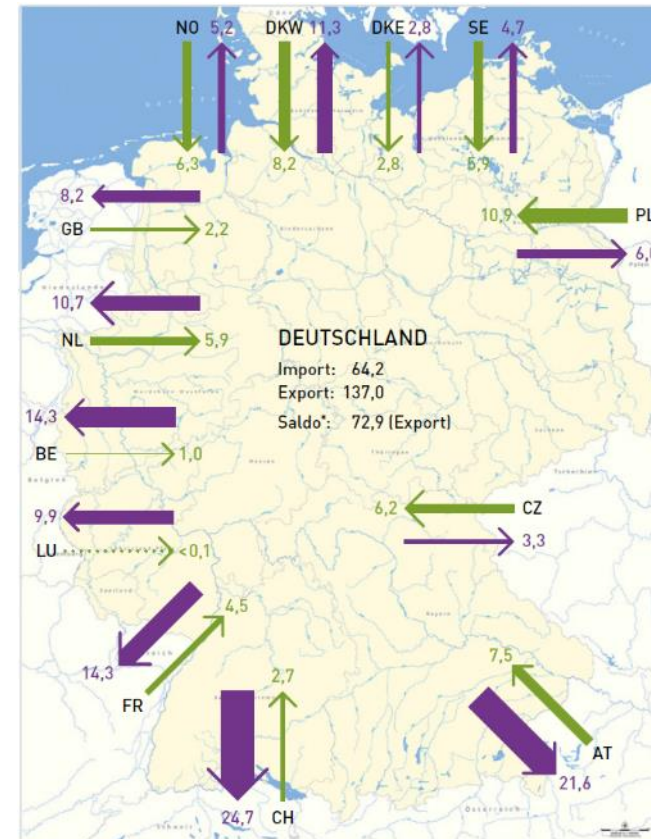 NO 5,2 DKW 11,3 DKE 2,8 SE 4,7
6,3 8,2 2,8 5,9
8,2
GB 2,2
10,9 PL
10,7
NL 5,9
DEUTSCHLAND
Import: 64,2
Export: 137,0
Saldo*: 72,9 (Export)
14,3
BE 1,0
6,2 CZ
9,9
3,3
LU <0,1
4,5
14,3
FR
2,7
7,5
AT
21,6
24,7 CH